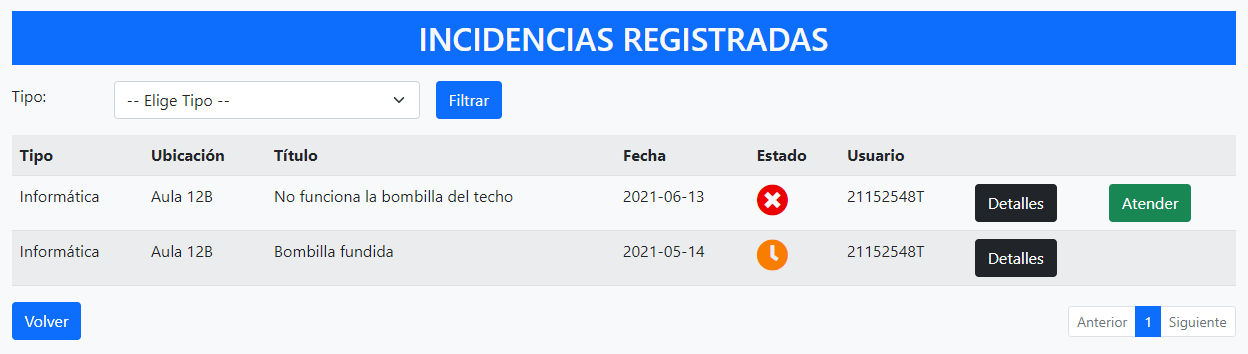 INCIDENCIAS REGISTRADAS
Tipo: -- Elige Tipo -- Filtrar
Tipo Ubicación Título Fecha Estado Usuario
Informática Aula 12B No funciona la bombilla del techo 2021-06-13 21152548T Detalles Atender
Informática Aula 12B Bombilla fundida 2021-05-14 21152548T Detalles
Volver Anterior 1 Siguiente